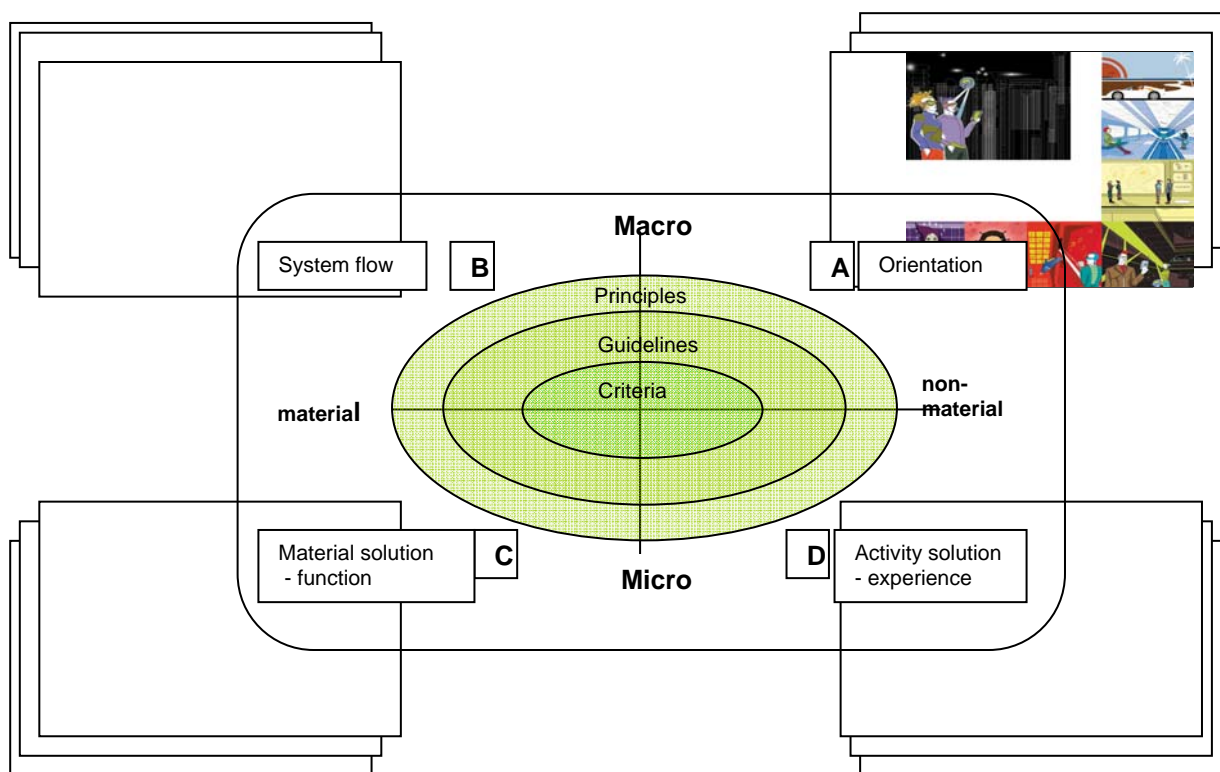 Macro
System flow
B
A
Orientation
Principles
Guidelines
Criteria
material
non-
material
Material solution
- function
C
D
Activity solution
- experience
Micro